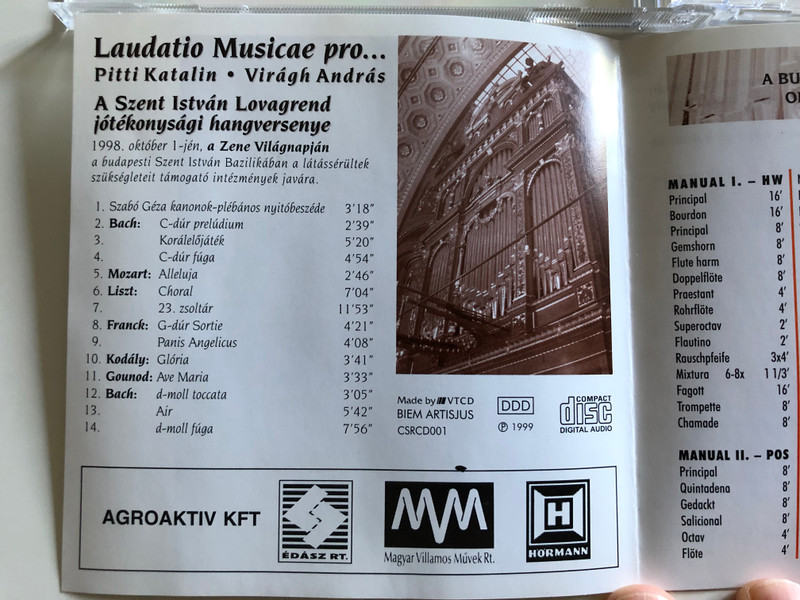 Laudatio Musicae pro...
Pitti Katalin • Virágh András
A Szent István Lovagrend
jótékonysági hangversenye
1998. október 1-jén, a Zene Világnapján
a budapesti Szent István Bazilikában a látássérültek
szükségleteit támogató intézmények javára.
1. Szabó Géza kanonok-plébános nyitóbeszéde 3'18"
2. Bach: C-dúr prelúdium 2'39"
3. Korálelőjáték 5'20"
4. C-dúr fúga 4'54"
5. Mozart: Alleluja 2'46"
6. Liszt: Choral 7'04"
7. 23. zsoltár 11'53"
8. Franck: G-dúr Sortie 4'21"
9. Panis Angelicus 4'08"
10. Kodály: Glória 3'41"
11. Gounod: Ave Maria 3'33"
12. Bach: d-moll toccata 3'05"
13. Air 5'42"
14. d-moll fúga 7'56"
Made by VTCD
BIEM ARTISJUS
CSRCD001
DDD
℗ 1999
COMPACT
disc
DIGITAL AUDIO
AGROAKTIV KFT
ÉDÁSZ RT.
MVM
Magyar Villamos Művek Rt.
H
HÖRMANN
A BU
MANUAL I. – HW
Principal 16'
Bourdon 16'
Principal 8'
Gemshorn 8'
Flute harm 8'
Doppelflöte 8'
Praestant 4'
Rohrflöte 4'
Superoctav 2'
Flautino 2'
Rauschpfeife 3x4'
Mixtura 6-8x 1 1/3'
Fagott 16'
Trompette 8'
Chamade 8'
MANUAL II. – POS
Principal 8'
Quintadena 8'
Gedackt 8'
Salicional 8'
Octav 4'
Flöte 4'